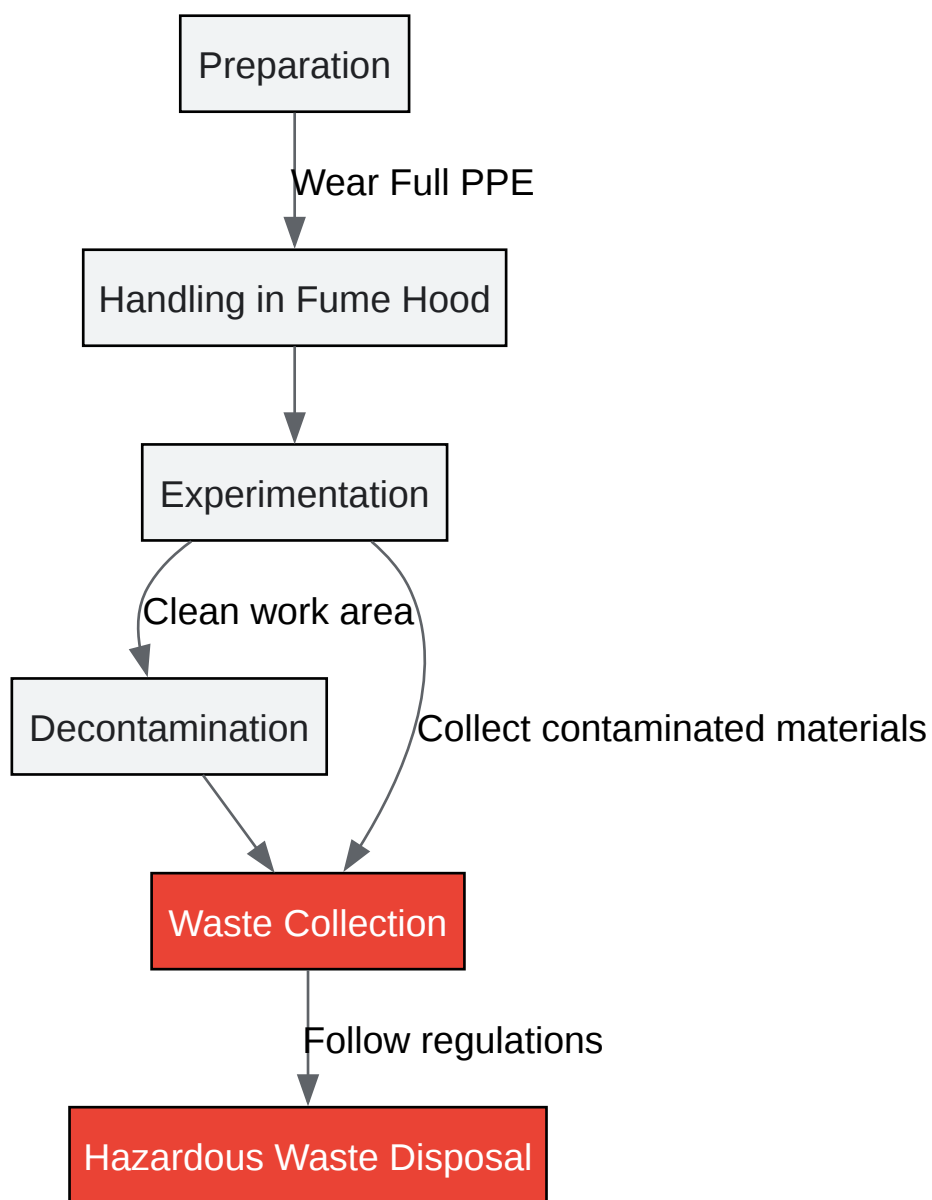 Preparation
Wear Full PPE
Handling in Fume Hood
Experimentation
Clean work area
Decontamination
Collect contaminated materials
Waste Collection
Follow regulations
Hazardous Waste Disposal